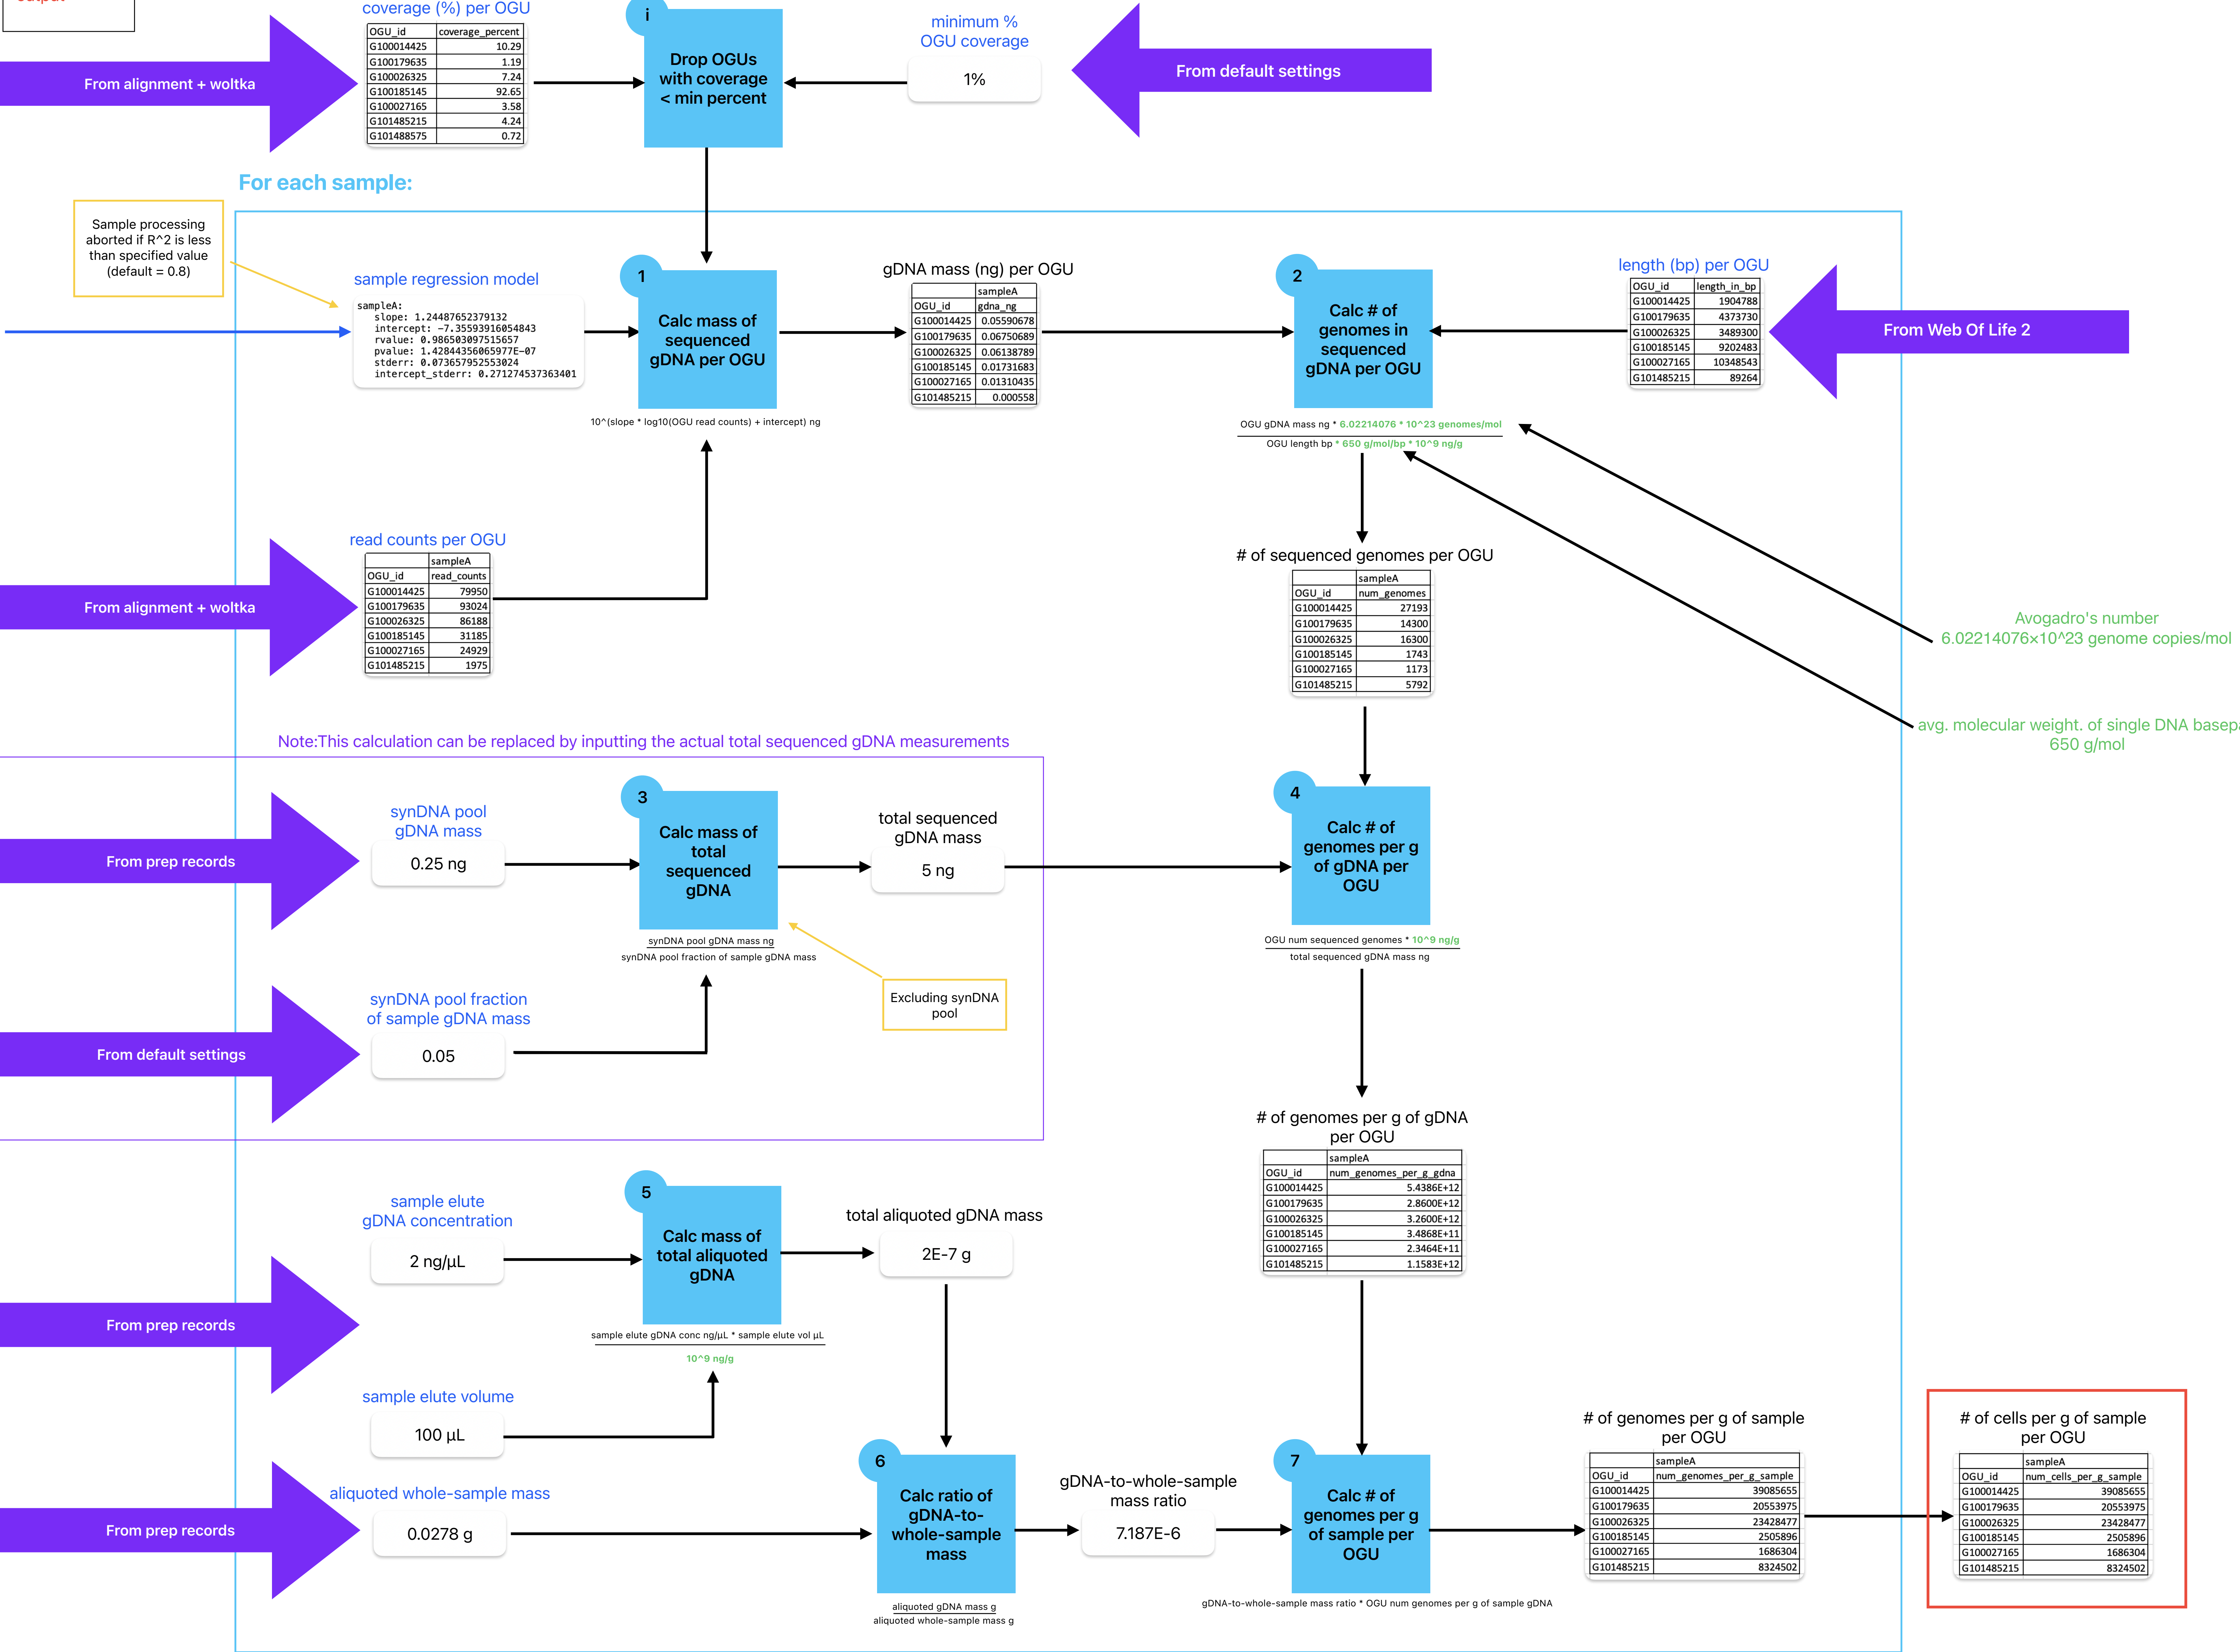 coverage (%) per OGU
OGU_id coverage_percent
G100014425 10.29
G100179635 1.19
G100026325 7.24
G100185145 92.65
G100027165 3.58
G101485215 4.24
G101488575 0.72
From alignment + woltka
i
Drop OGUs
with coverage
< min percent
minimum %
OGU coverage
1%
From default settings
For each sample:
Sample processing
aborted if R^2 is less
than specified value
(default = 0.8)
sample regression model
sampleA:
slope: 1.24487652379132
intercept: -7.35593916054843
rvalue: 0.986503097515657
pvalue: 1.42844356065977E-07
stderr: 0.073657952553024
intercept_stderr: 0.271274537363401
1
Calc mass of
sequenced
gDNA per OGU
10^(slope * log10(OGU read counts) + intercept) ng
gDNA mass (ng) per OGU
sampleA
OGU_id gdna_ng
G100014425 0.05590678
G100179635 0.06750689
G100026325 0.06138789
G100185145 0.01731683
G100027165 0.01310435
G101485215 0.000558
2
Calc # of
genomes in
sequenced
gDNA per OGU
OGU gDNA mass ng * 6.02214076 * 10^23 genomes/mol
OGU length bp * 650 g/mol/bp * 10^9 ng/g
length (bp) per OGU
OGU_id length_in_bp
G100014425 1904788
G100179635 4373730
G100026325 3489300
G100185145 9202483
G100027165 10348543
G101485215 89264
From Web Of Life 2
read counts per OGU
sampleA
OGU_id read_counts
G100014425 79950
G100179635 93024
G100026325 86188
G100185145 31185
G100027165 24929
G101485215 1975
From alignment + woltka
# of sequenced genomes per OGU
sampleA
OGU_id num_genomes
G100014425 27193
G100179635 14300
G100026325 16300
G100185145 1743
G100027165 1173
G101485215 5792
Avogadro's number
6.02214076×10^23 genome copies/mol
avg. molecular weight. of single DNA basepa
650 g/mol
Note:This calculation can be replaced by inputting the actual total sequenced gDNA measurements
From prep records
synDNA pool
gDNA mass
0.25 ng
3
Calc mass of
total
sequenced
gDNA
synDNA pool gDNA mass ng
synDNA pool fraction of sample gDNA mass
total sequenced
gDNA mass
5 ng
4
Calc # of
genomes per g
of gDNA per
OGU
OGU num sequenced genomes * 10^9 ng/g
total sequenced gDNA mass ng
Excluding synDNA
pool
From default settings
synDNA pool fraction
of sample gDNA mass
0.05
# of genomes per g of gDNA
per OGU
sampleA
OGU_id num_genomes_per_g_gdna
G100014425 5.4386E+12
G100179635 2.8600E+12
G100026325 3.2600E+12
G100185145 3.4868E+11
G100027165 2.3464E+11
G101485215 1.1583E+12
From prep records
sample elute
gDNA concentration
2 ng/µL
5
Calc mass of
total aliquoted
gDNA
sample elute gDNA conc ng/µL * sample elute vol µL
10^9 ng/g
total aliquoted gDNA mass
2E-7 g
sample elute volume
100 µL
From prep records
aliquoted whole-sample mass
0.0278 g
6
Calc ratio of
gDNA-to-
whole-sample
mass
aliquoted gDNA mass g
aliquoted whole-sample mass g
gDNA-to-whole-sample
mass ratio
7.187E-6
7
Calc # of
genomes per g
of sample per
OGU
gDNA-to-whole-sample mass ratio * OGU num genomes per g of sample gDNA
# of genomes per g of sample
per OGU
sampleA
OGU_id num_genomes_per_g_sample
G100014425 39085655
G100179635 20553975
G100026325 23428477
G100185145 2505896
G100027165 1686304
G101485215 8324502
# of cells per g of sample
per OGU
sampleA
OGU_id num_cells_per_g_sample
G100014425 39085655
G100179635 20553975
G100026325 23428477
G100185145 2505896
G100027165 1686304
G101485215 8324502